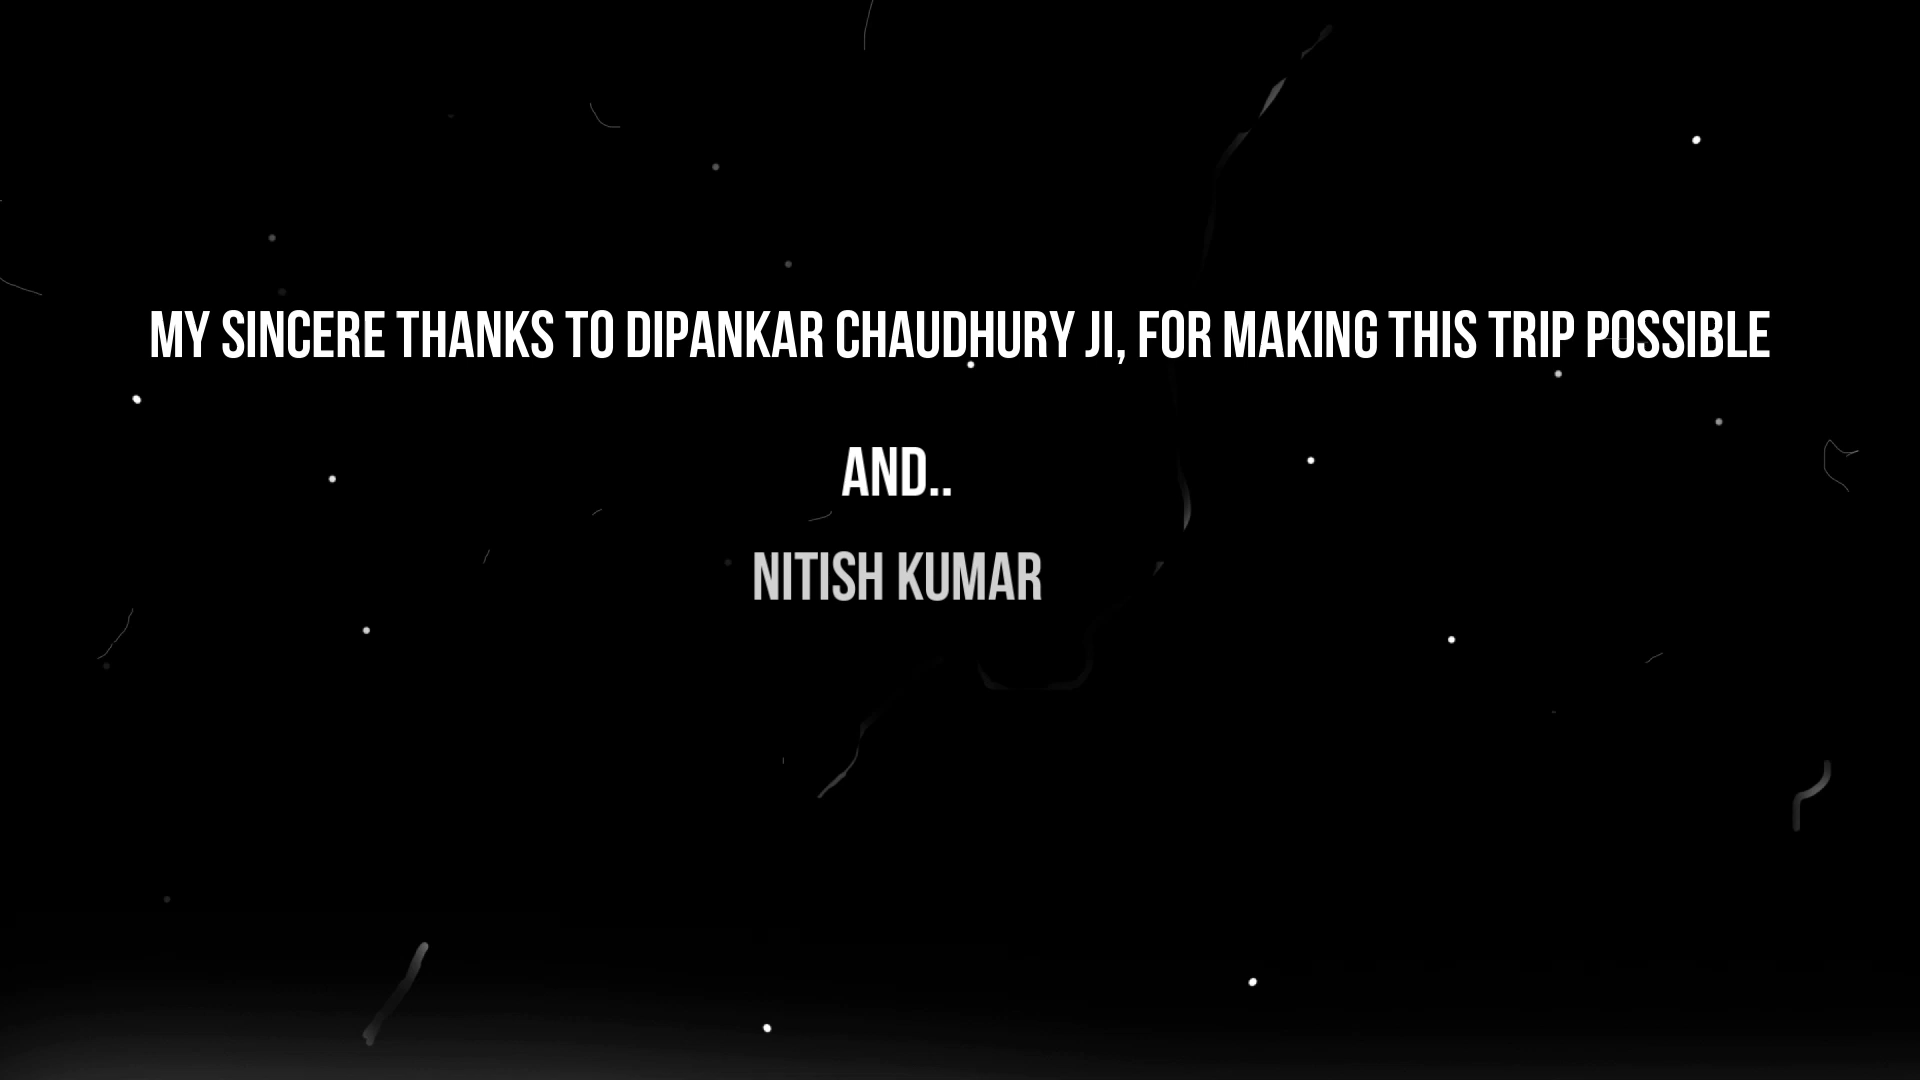 MY SINCERE THANKS TO DIPANKAR CHAUDHURY JI, FOR MAKING THIS TRIP POSSIBLE
AND..
NITISH KUMAR